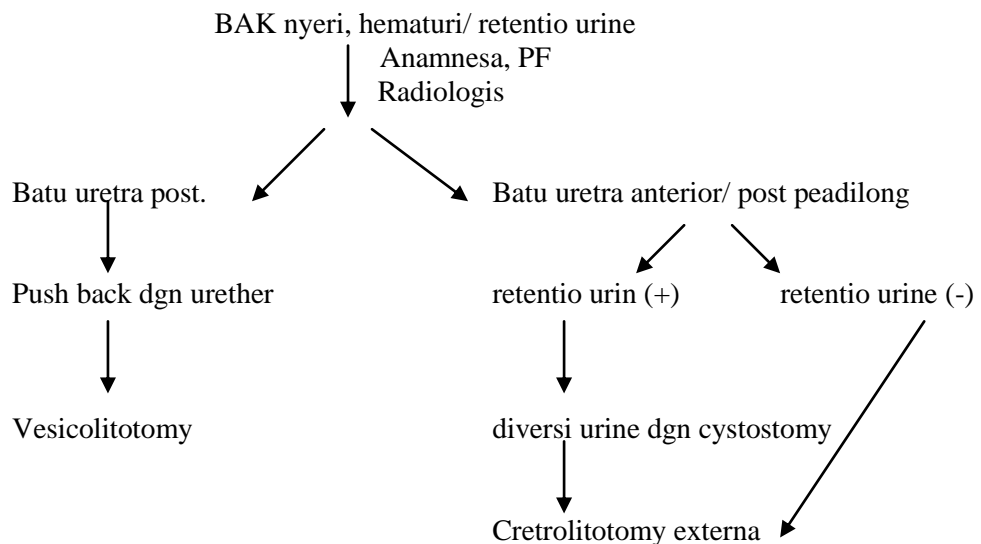 BAK nyeri, hematuri/ retentio urine
Anamnesa, PF
Radiologis
Batu uretra post.
Batu uretra anterior/ post peadilong
Push back dgn urether
retentio urin (+)
retentio urine (-)
Vesicolitotomy
diversi urine dgn cystostomy
Cretrolitotomy externa